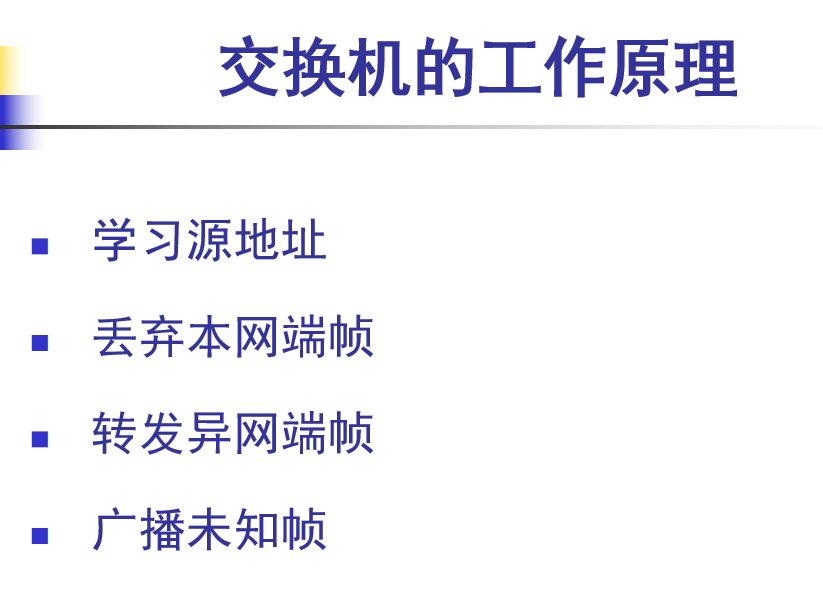 交换机的工作原理
学习源地址
丢弃本网端帧
转发异网端帧
广播未知帧